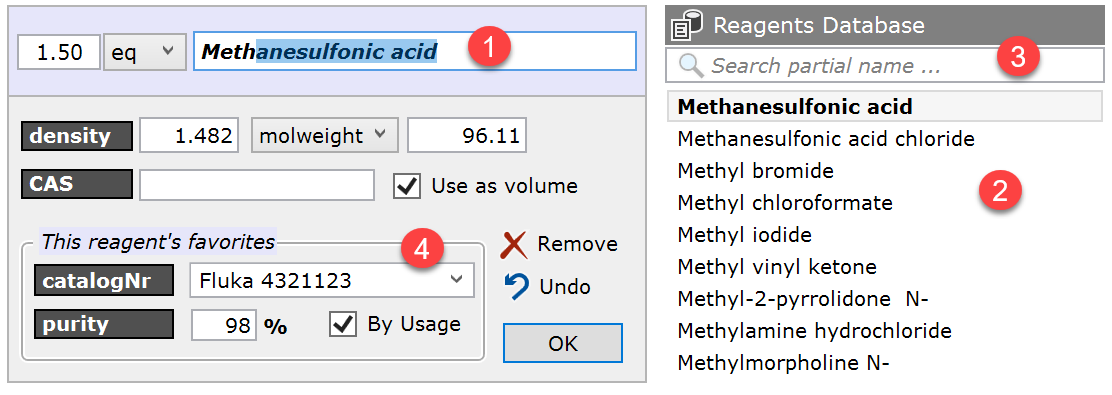 1.50 eq Methanesulfonic acid 1
density 1.482 molweight 96.11
CAS Use as volume
This reagent's favorites 4
catalogNr Fluka 4321123
purity 98 % By Usage
Remove
Undo
OK
Reagents Database
Search partial name ... 3
Methanesulfonic acid
Methanesulfonic acid chloride
Methyl bromide
2
Methyl chloroformate
Methyl iodide
Methyl vinyl ketone
Methyl-2-pyrrolidone N-
Methylamine hydrochloride
Methylmorpholine N-